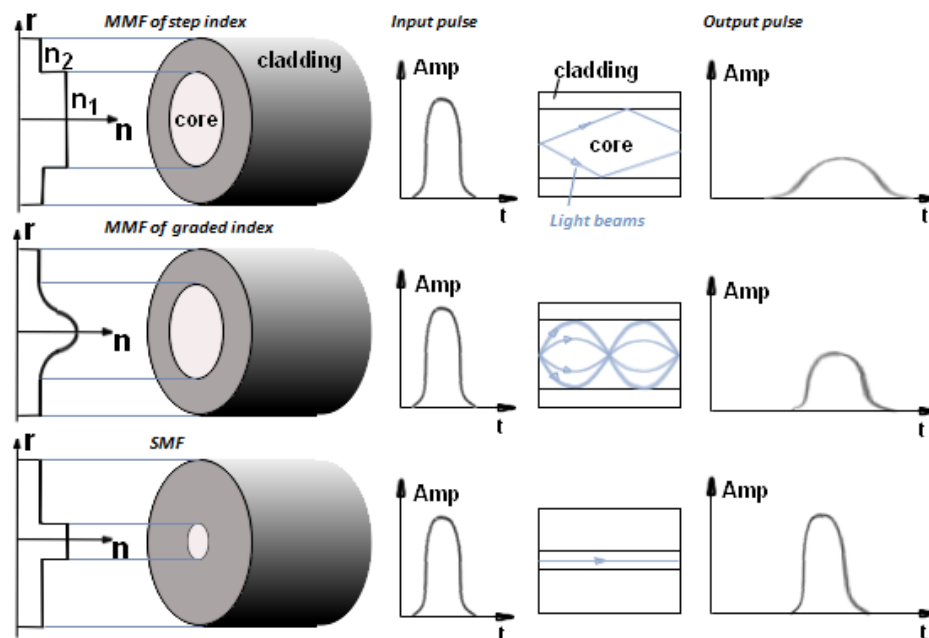 r
MMF of step index
Input pulse
Output pulse
n2
cladding
Amp
cladding
Amp
n1
n
core
core
t
Light beams
t
r
MMF of graded index
Amp
Amp
n
t
t
r
SMF
Amp
Amp
n
t
t